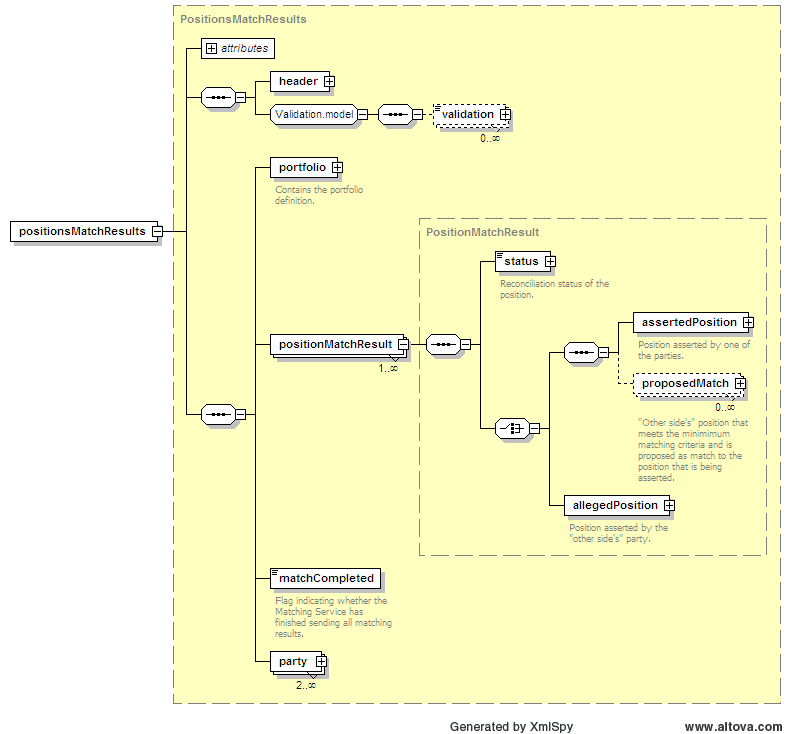 PositionsMatchResults
attributes
header
Validation.model
validation
0..∞
portfolio
Contains the portfolio
definition.
positionsMatchResults
PositionMatchResult
status
Reconciliation status of the
position.
assertedPosition
Position asserted by one of
the parties.
positionMatchResult
1..∞
proposedMatch
0..∞
"Other side's" position that
meets the minimimum
matching criteria and is
proposed as match to the
position that is being
asserted.
allegedPosition
Position asserted by the
"other side's" party.
matchCompleted
Flag indicating whether the
Matching Service has
finished sending all matching
results.
party
2..∞
Generated by XmlSpy
www.altova.com